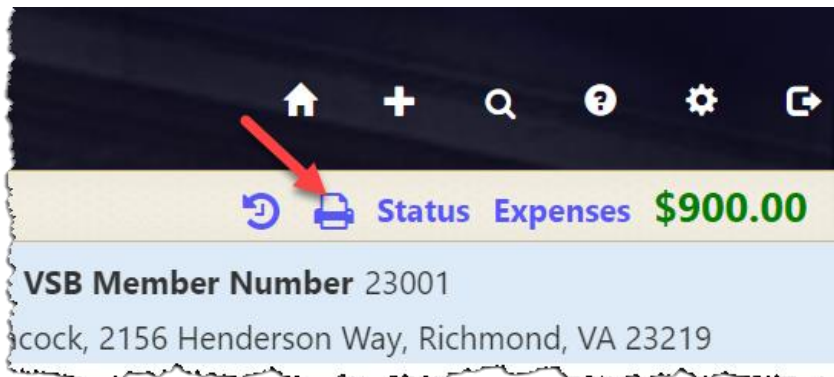 Status Expenses $900.00
VSB Member Number 23001
cock, 2156 Henderson Way, Richmond, VA 23219